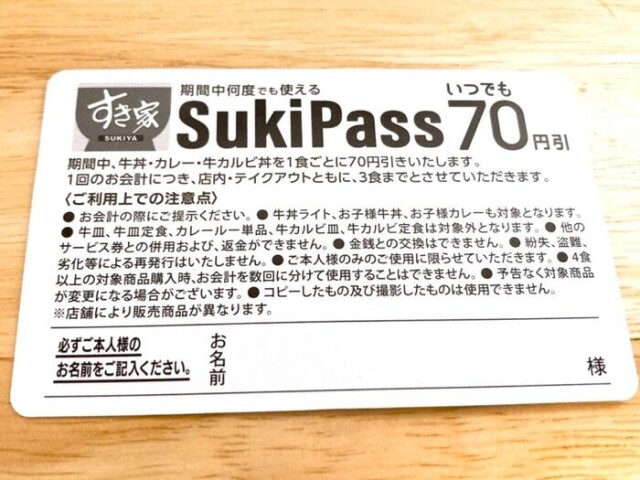 すき家
SUKIYA
期間中何度でも使える
SukiPass
いつでも
70円引
期間中、牛丼・カレー・牛カルビ丼を1食ごとに70円引きいたします。
1回のお会計につき、店内・テイクアウトともに、3食までとさせていただきます。
〈ご利用上での注意点〉
● お会計の際にご提示ください。● 牛丼ライト、お子様牛丼、お子様カレーも対象となります。
● 牛皿、牛皿定食、カレールー単品、牛カルビ皿、牛カルビ定食は対象外となります。● 他の
サービス券との併用および、返金ができません。● 金銭との交換はできません。● 紛失、盗難、
劣化等による再発行はいたしません。● ご本人様のみのご使用に限らせていただきます。● 4食
以上の対象商品購入時、お会計を数回に分けて使用することはできません。● 予告なく対象商品
が変更になる場合がございます。● コピーしたもの及び撮影したものは使用できません。
※店舗により販売商品が異なります。
必ずご本人様の
お名前をご記入ください。
お名前
様